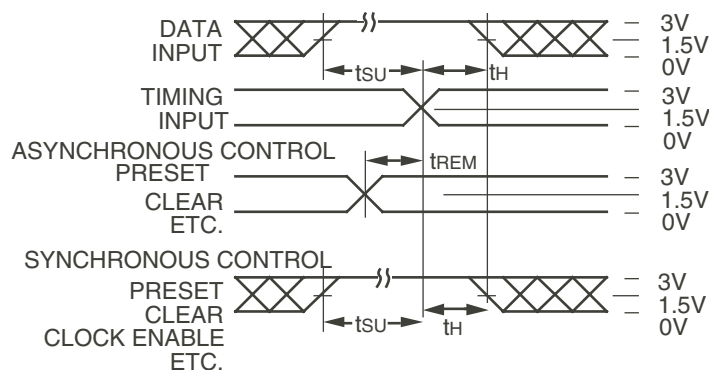 DATA
INPUT
3V
1.5V
0V
tSU
tH
TIMING
INPUT
3V
1.5V
0V
ASYNCHRONOUS CONTROL
tREM
PRESET
CLEAR
ETC.
3V
1.5V
0V
SYNCHRONOUS CONTROL
PRESET
CLEAR
CLOCK ENABLE
ETC.
3V
1.5V
0V
tSU
tH